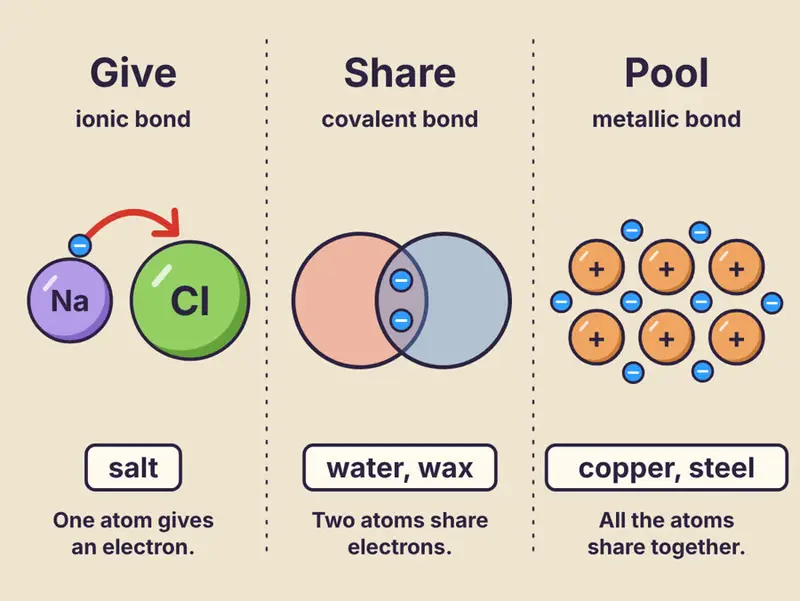 Give
ionic bond
Na
Cl
salt
One atom gives
an electron.
Share
covalent bond
water, wax
Two atoms share
electrons.
Pool
metallic bond
+ + +
+ + +
copper, steel
All the atoms
share together.